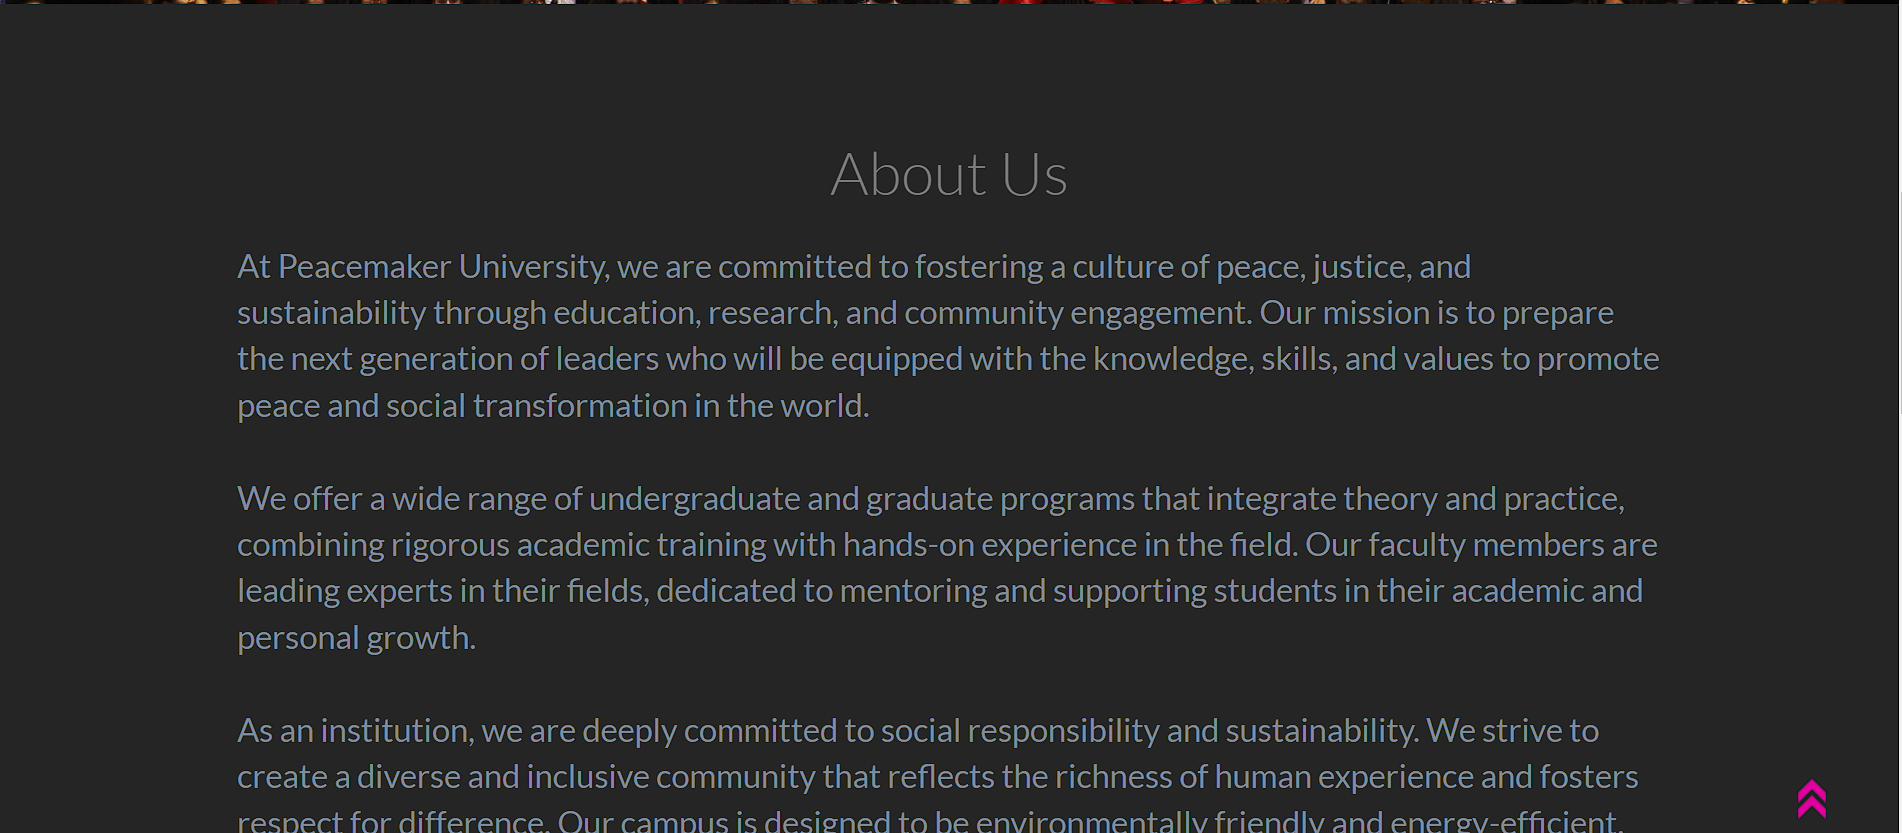 About Us
At Peacemaker University, we are committed to fostering a culture of peace, justice, and
sustainability through education, research, and community engagement. Our mission is to prepare
the next generation of leaders who will be equipped with the knowledge, skills, and values to promote
peace and social transformation in the world.
We offer a wide range of undergraduate and graduate programs that integrate theory and practice,
combining rigorous academic training with hands-on experience in the field. Our faculty members are
leading experts in their fields, dedicated to mentoring and supporting students in their academic and
personal growth.
As an institution, we are deeply committed to social responsibility and sustainability. We strive to
create a diverse and inclusive community that reflects the richness of human experience and fosters
respect for difference. Our campus is designed to be environmentally friendly and energy-efficient,